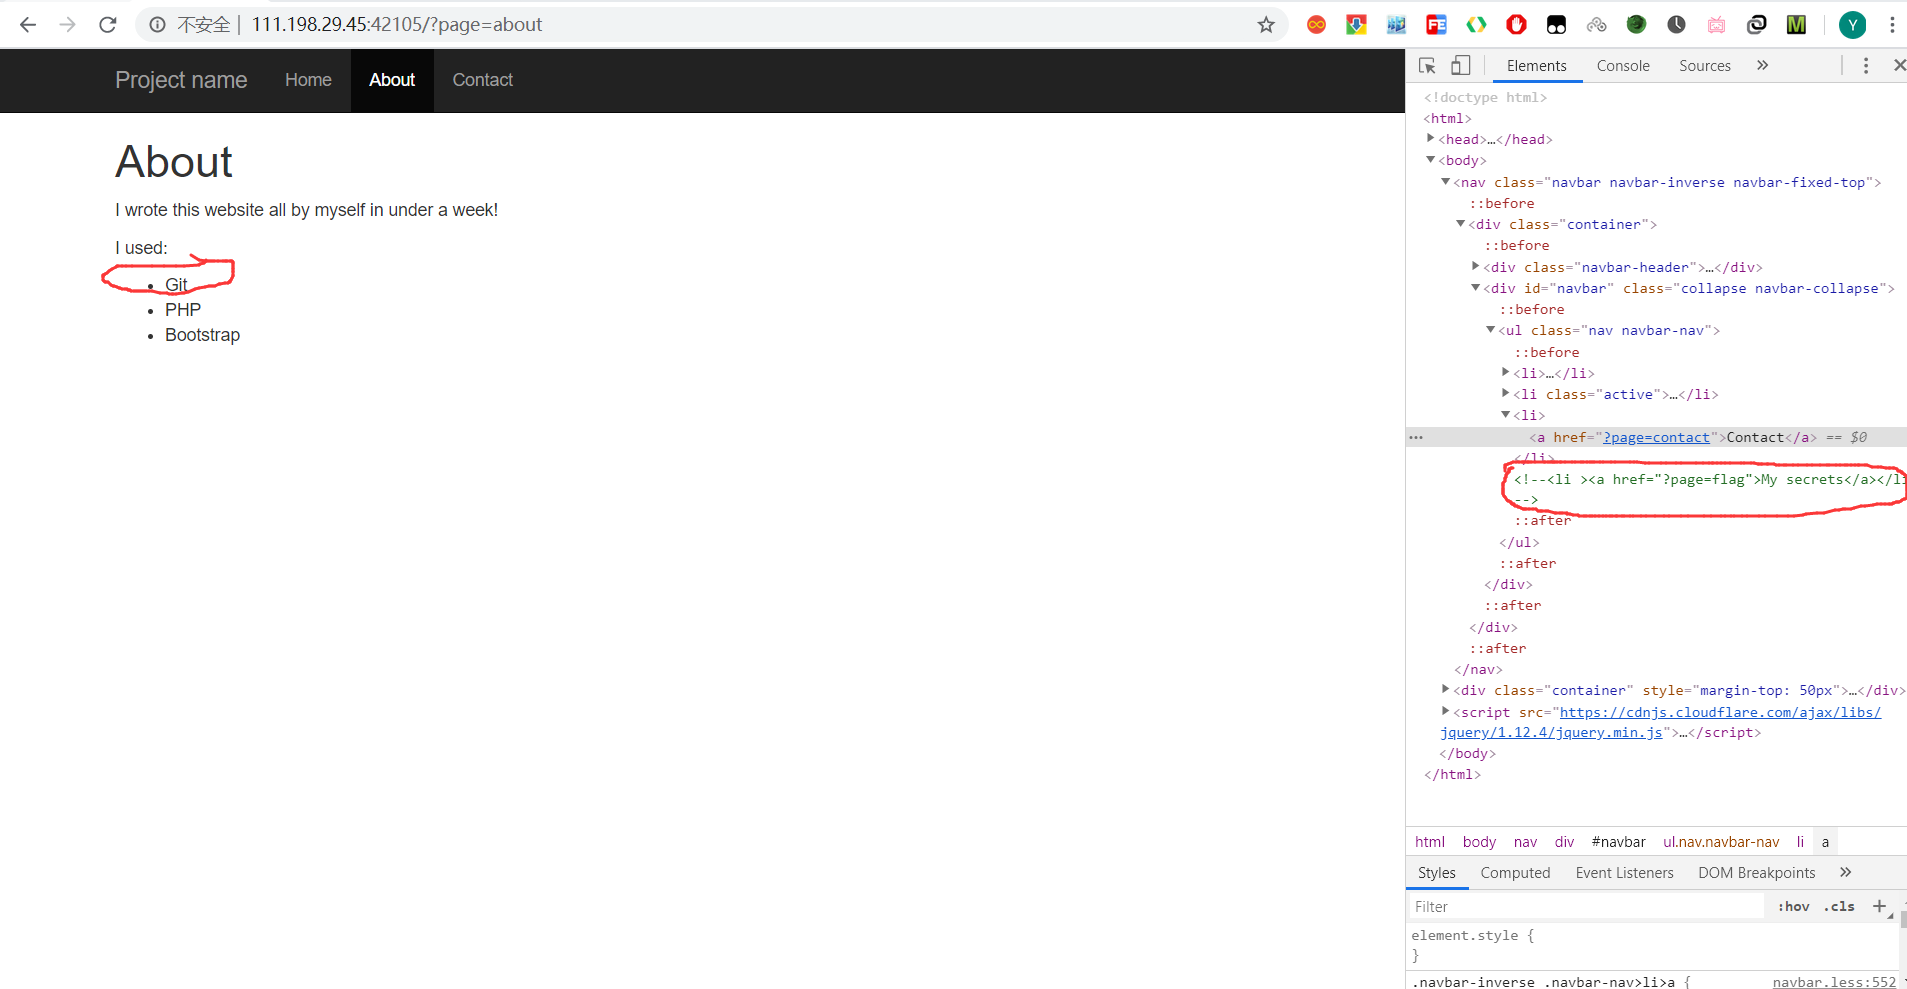 不安全 | 111.198.29.45:42105/?page=about
Y
Project name Home About Contact
About
I wrote this website all by myself in under a week!
I used:
• Git
• PHP
• Bootstrap
Elements Console Sources »
<!doctype html>
<html>
<head>…</head>
<body>
<nav class="navbar navbar-inverse navbar-fixed-top">
::before
<div class="container">
::before
<div class="navbar-header">…</div>
<div id="navbar" class="collapse navbar-collapse">
::before
<ul class="nav navbar-nav">
::before
<li>…</li>
<li class="active">…</li>
<li>
<a href="?page=contact">Contact</a> == $0
</li>
<!--<li ><a href="?page=flag">My secrets</a></li
-->
::after
</ul>
::after
</div>
::after
</div>
::after
</nav>
<div class="container" style="margin-top: 50px">…</div>
<script src="https://cdnjs.cloudflare.com/ajax/libs/
jquery/1.12.4/jquery.min.js">…</script>
</body>
</html>
html body nav div #navbar ul.nav.navbar-nav li a
Styles Computed Event Listeners DOM Breakpoints »
Filter :hov .cls +
element.style {
}
.navbar-inverse .navbar-nav>li>a { navbar.less:552